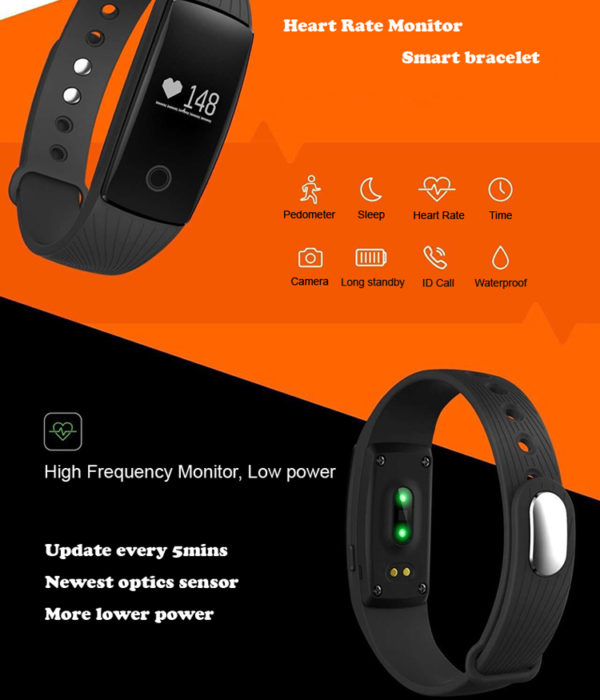 Heart Rate Monitor
Smart bracelet
148
Pedometer Sleep Heart Rate Time
Camera Long standby ID Call Waterproof
High Frequency Monitor, Low power
Update every 5mins
Newest optics sensor
More lower power